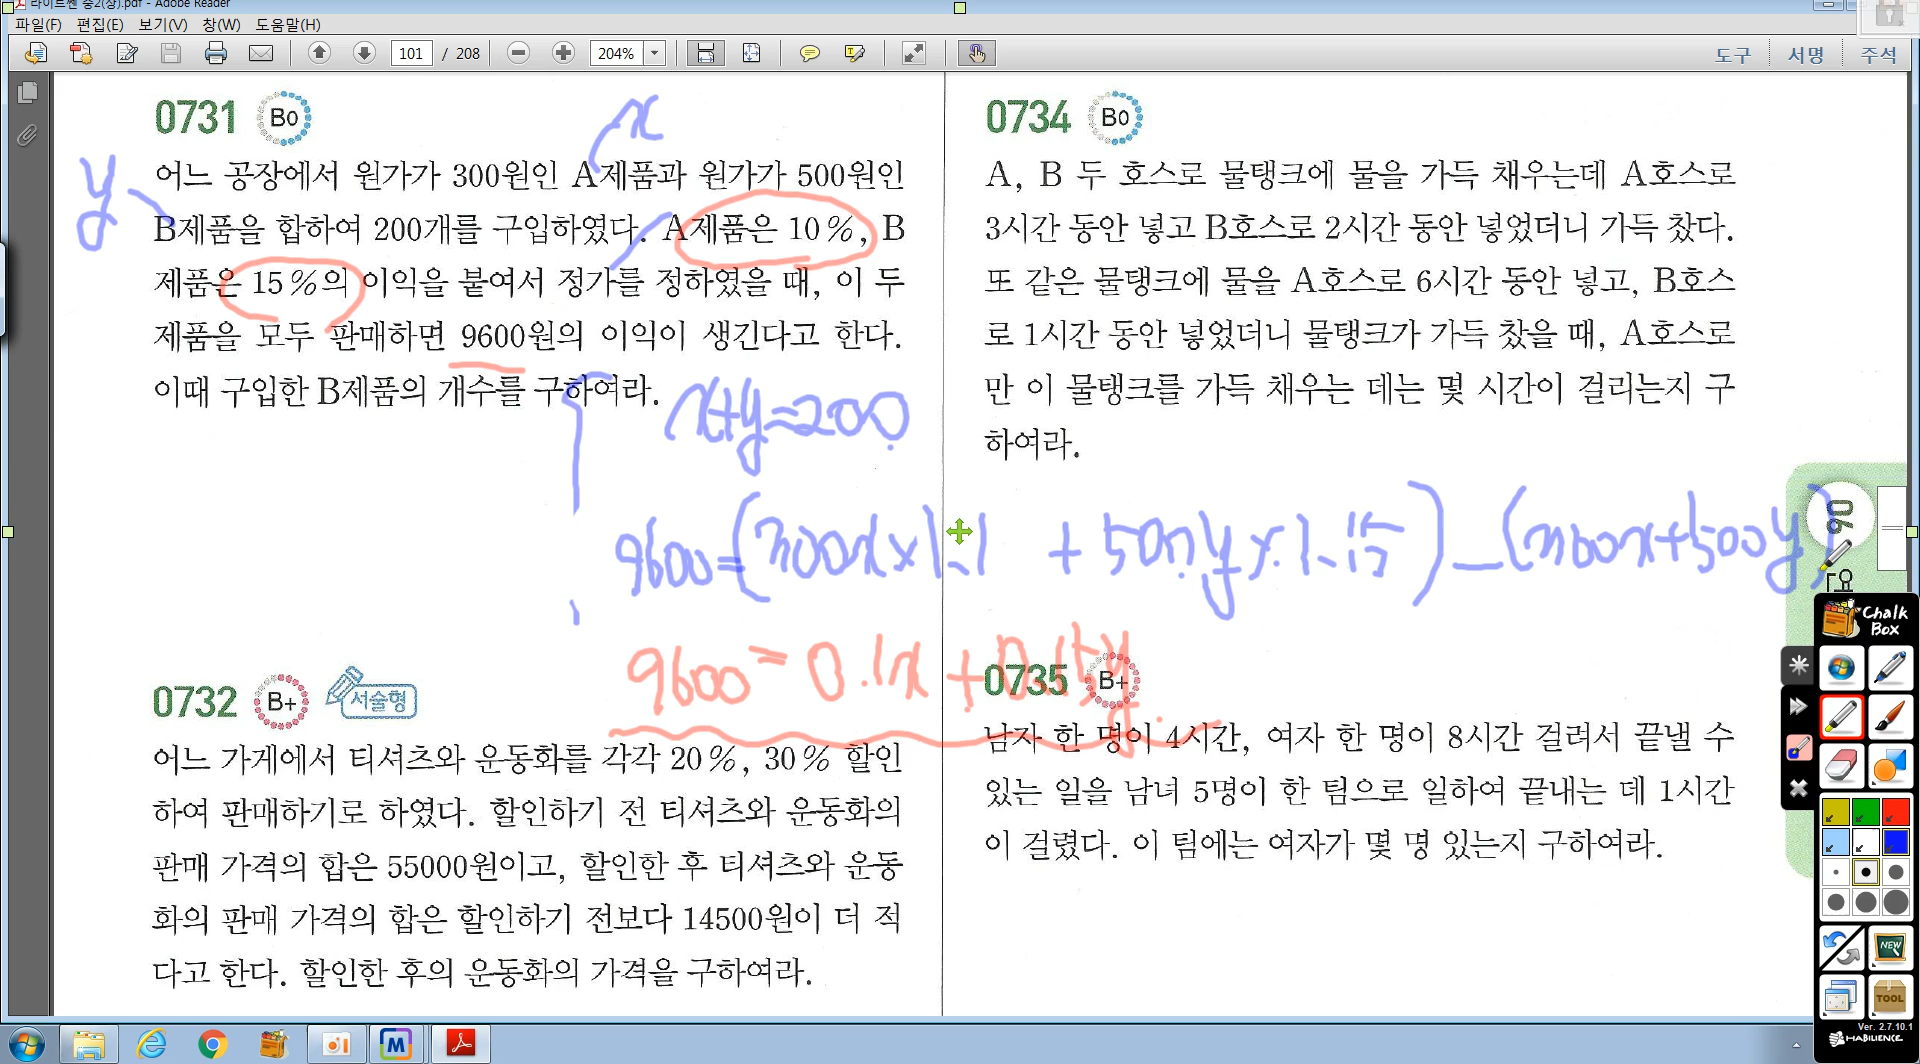 라이트쎈 중2(상).pdf - Adobe Reader
파일(F) 편집(E) 보기(V) 창(W) 도움말(H)
101 / 208 204% 도구 서명 주석
0731 B0
x
y
어느 공장에서 원가가 300원인 A제품과 원가가 500원인
B제품을 합하여 200개를 구입하였다. A제품은 10%, B
제품은 15%의 이익을 붙여서 정가를 정하였을 때, 이 두
제품을 모두 판매하면 9600원의 이익이 생긴다고 한다.
이때 구입한 B제품의 개수를 구하여라.
x+y=200
9600=(300x×1.1 + 500y×1.15)-(300x+500y)
9600=0.1x+0.15y
0732 B+ 서술형
어느 가게에서 티셔츠와 운동화를 각각 20%, 30% 할인
하여 판매하기로 하였다. 할인하기 전 티셔츠와 운동화의
판매 가격의 합은 55000원이고, 할인한 후 티셔츠와 운동
화의 판매 가격의 합은 할인하기 전보다 14500원이 더 적
다고 한다. 할인한 후의 운동화의 가격을 구하여라.
0734 B0
A, B 두 호스로 물탱크에 물을 가득 채우는데 A호스로
3시간 동안 넣고 B호스로 2시간 동안 넣었더니 가득 찼다.
또 같은 물탱크에 물을 A호스로 6시간 동안 넣고, B호스
로 1시간 동안 넣었더니 물탱크가 가득 찼을 때, A호스로
만 이 물탱크를 가득 채우는 데는 몇 시간이 걸리는지 구
하여라.
0735 B+
남자 한 명이 4시간, 여자 한 명이 8시간 걸려서 끝낼 수
있는 일을 남녀 5명이 한 팀으로 일하여 끝내는 데 1시간
이 걸렸다. 이 팀에는 여자가 몇 명 있는지 구하여라.
06
Chalk
Box
NEW
TOOL
Ver. 2.7.10.1
HABILIENCE